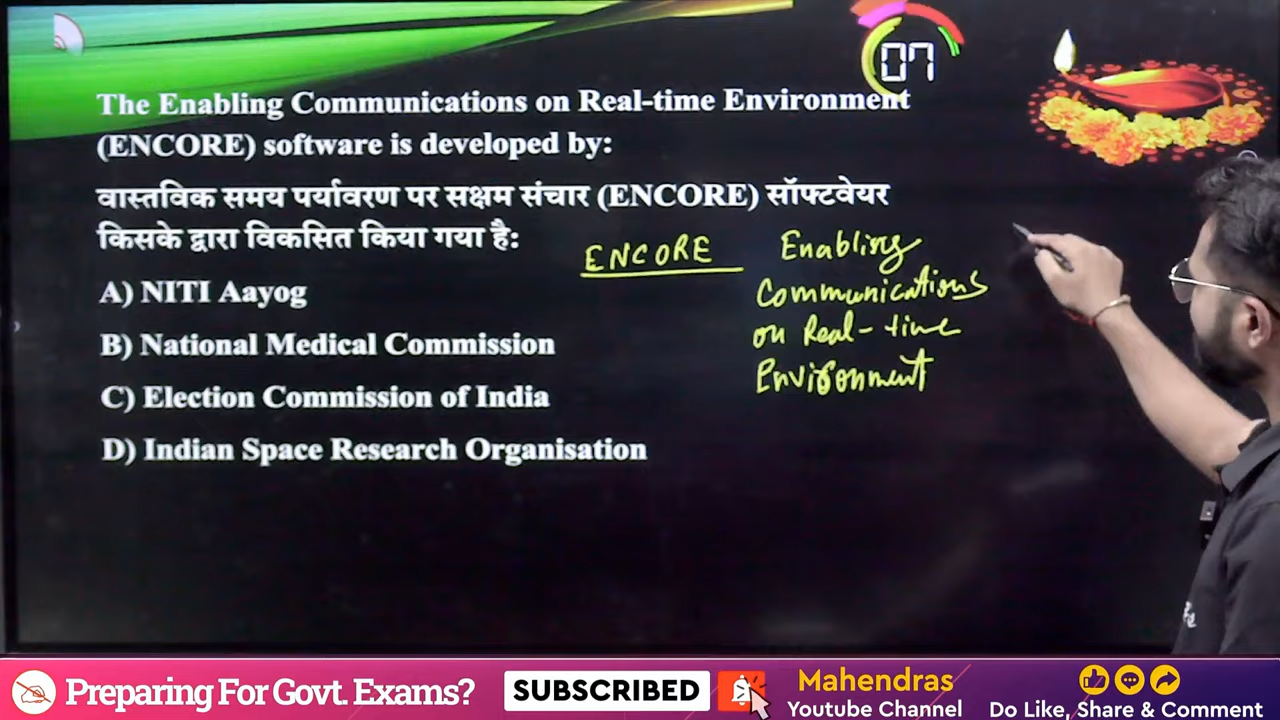 07
The Enabling Communications on Real-time Environment
(ENCORE) software is developed by:
वास्तविक समय पर्यावरण पर सक्षम संचार (ENCORE) सॉफ्टवेयर
किसके द्वारा विकसित किया गया है:
A) NITI Aayog
B) National Medical Commission
C) Election Commission of India
D) Indian Space Research Organisation
ENCORE
Enabling
Communications
on Real-time
Environment
Preparing For Govt. Exams?
SUBSCRIBED
Mahendras
Youtube Channel
Do Like, Share & Comment